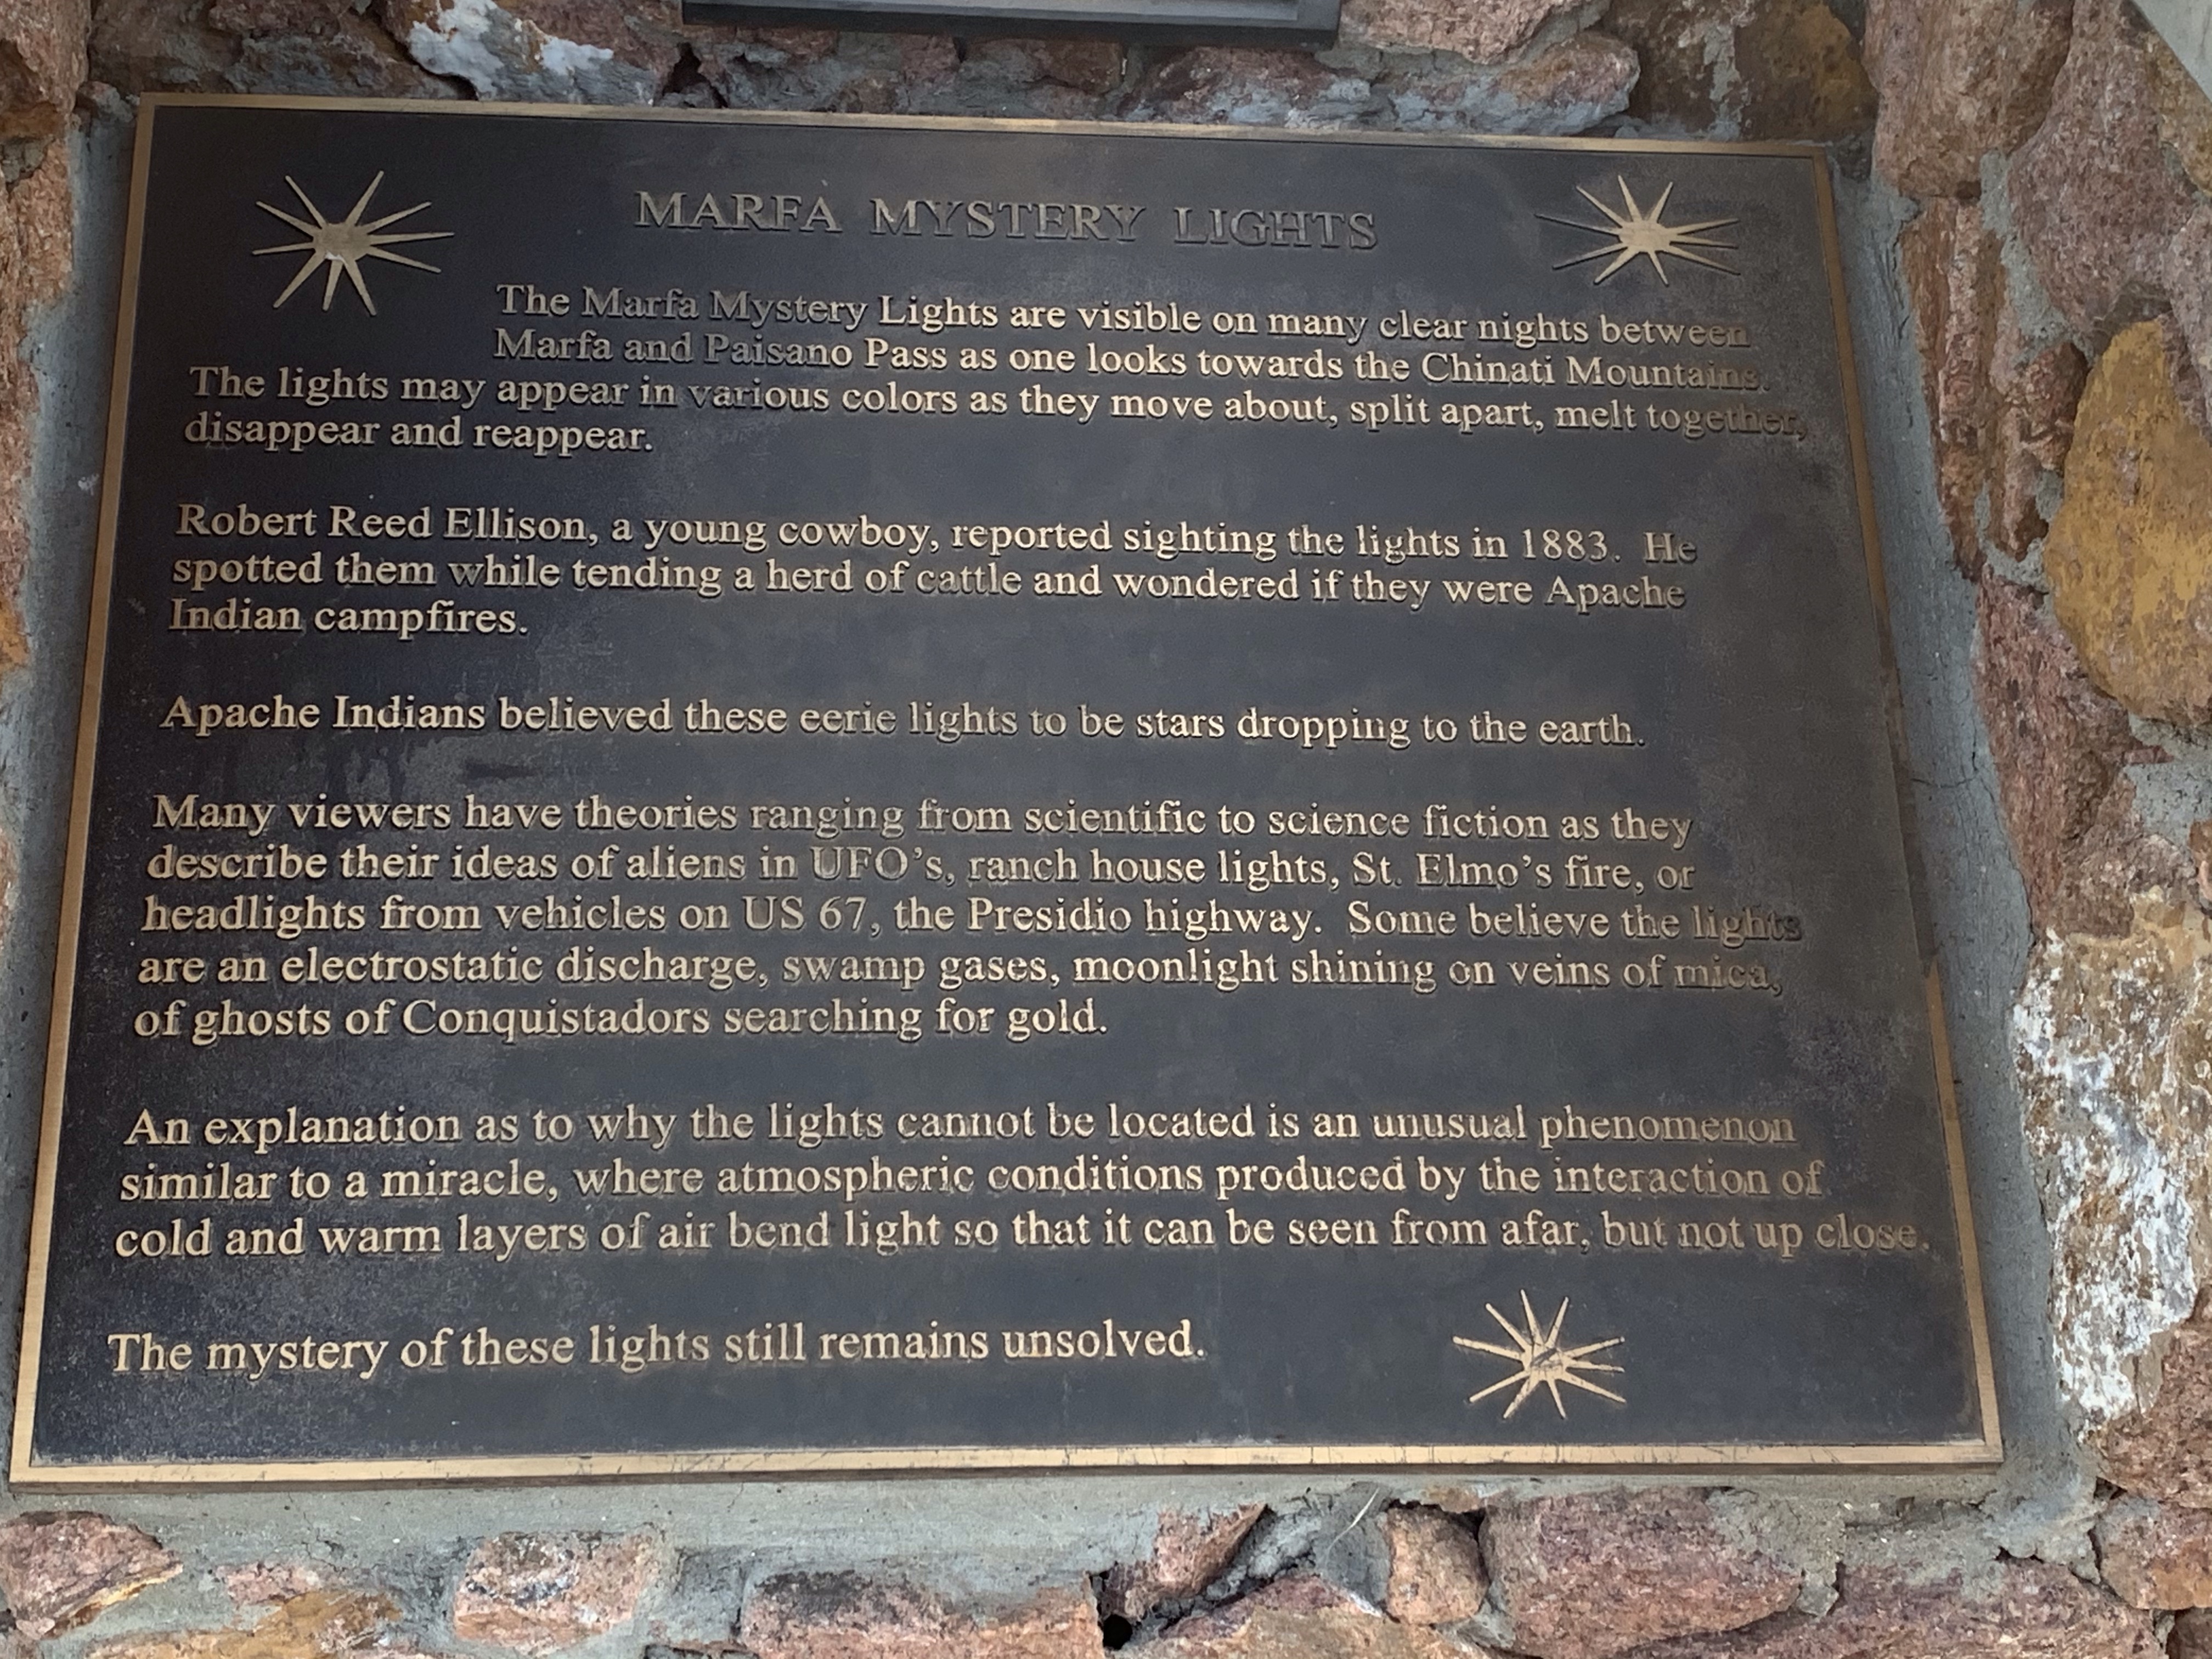 MARFA MYSTERY LIGHTS
The Marfa Mystery Lights are visible on many clear nights between
Marfa and Paisano Pass as one looks towards the Chinati Mountains.
The lights may appear in various colors as they move about, split apart, melt together,
disappear and reappear.
Robert Reed Ellison, a young cowboy, reported sighting the lights in 1883. He
spotted them while tending a herd of cattle and wondered if they were Apache
Indian campfires.
Apache Indians believed these eerie lights to be stars dropping to the earth.
Many viewers have theories ranging from scientific to science fiction as they
describe their ideas of aliens in UFO's, ranch house lights, St. Elmo's fire, or
headlights from vehicles on US 67, the Presidio highway. Some believe the lights
are an electrostatic discharge, swamp gases, moonlight shining on veins of mica,
of ghosts of Conquistadors searching for gold.
An explanation as to why the lights cannot be located is an unusual phenomenon
similar to a miracle, where atmospheric conditions produced by the interaction of
cold and warm layers of air bend light so that it can be seen from afar, but not up close.
The mystery of these lights still remains unsolved.